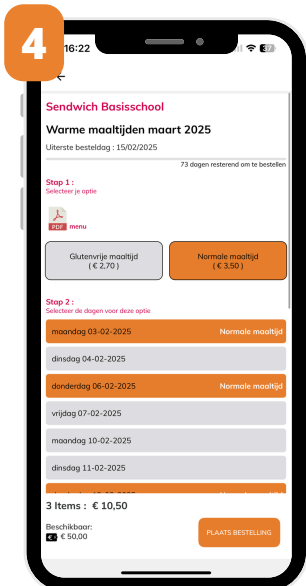 4
16:22
Sendwich Basisschool
Warme maaltijden maart 2025
Uiterste besteldag : 15/02/2025
73 dagen resterend om te bestellen
Stap 1 :
Selecteer je optie
PDF menu
Glutenvrije maaltijd
( € 2,70 )
Normale maaltijd
( € 3,50 )
Stap 2 :
Selecteer de dagen voor deze optie
maandag 03-02-2025 Normale maaltijd
dinsdag 04-02-2025
donderdag 06-02-2025 Normale maaltijd
vrijdag 07-02-2025
maandag 10-02-2025
dinsdag 11-02-2025
3 Items : € 10,50
Beschikbaar:
€ 50,00
PLAATS BESTELLING